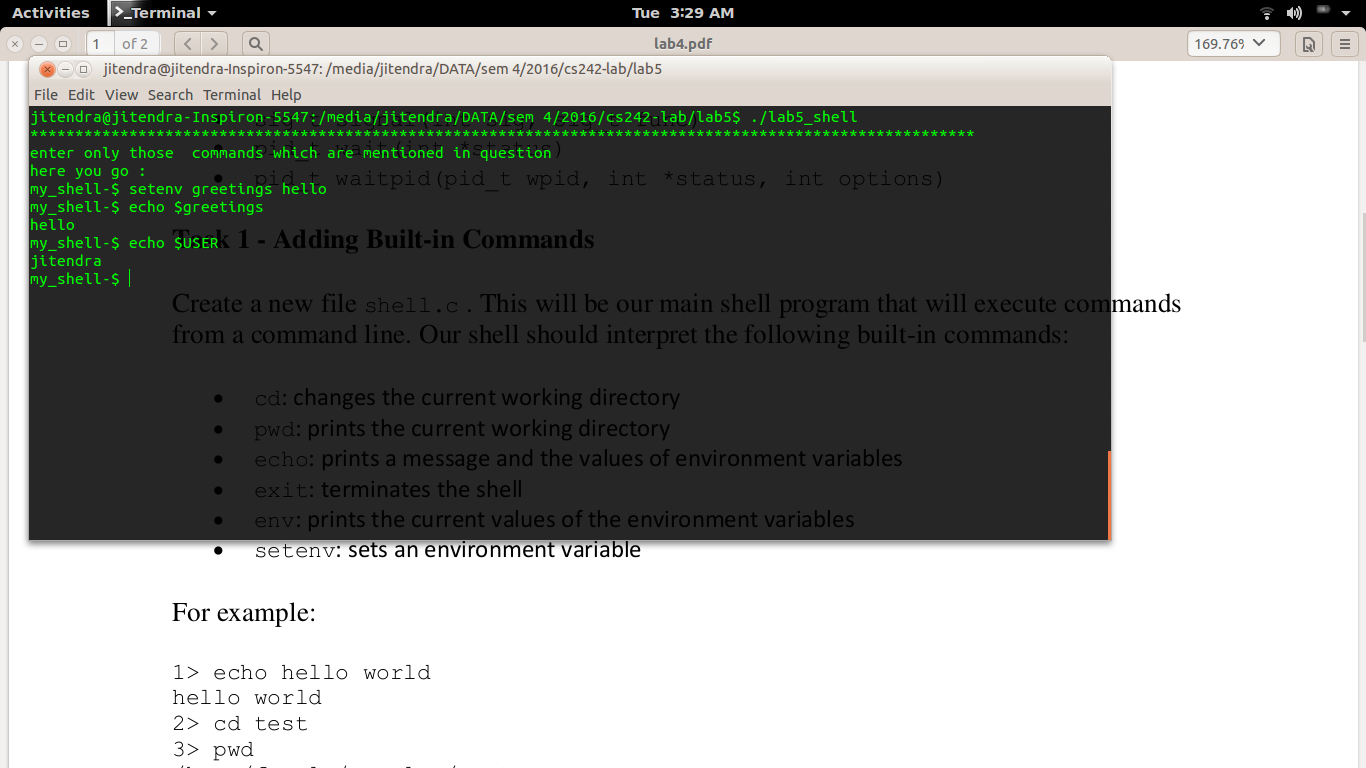 Activities >_Terminal Tue 3:29 AM
1 of 2 lab4.pdf 169.76%
jitendra@jitendra-Inspiron-5547: /media/jitendra/DATA/sem 4/2016/cs242-lab/lab5
File Edit View Search Terminal Help
jitendra@jitendra-Inspiron-5547:/media/jitendra/DATA/sem 4/2016/cs242-lab/lab5$ ./lab5_shell
*********************************************************************************************************
enter only those  commands which are mentioned in question
pid_t wait(int *status)
here you go :
• pid_t waitpid(pid_t wpid, int *status, int options)
my_shell-$ setenv greetings hello
my_shell-$ echo $greetings
hello
my_shell-$ echo $USER
Task 1 - Adding Built-in Commands
jitendra
my_shell-$
Create a new file shell.c. This will be our main shell program that will execute commands
from a command line. Our shell should interpret the following built-in commands:
• cd: changes the current working directory
• pwd: prints the current working directory
• echo: prints a message and the values of environment variables
• exit: terminates the shell
• env: prints the current values of the environment variables
• setenv: sets an environment variable
For example:
1> echo hello world
hello world
2> cd test
3> pwd